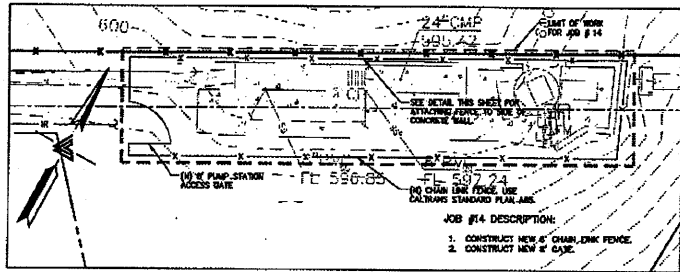 600
24" CMP
LIMIT OF WORK
FOR JOB #14
SEE DETAIL THIS SHEET FOR
ATTACHING FENCE TO SIDE OF
CONCRETE WALL.
FL 596.85
FL 597.24
(N) 8' PUMP STATION
ACCESS GATE
(N) CHAIN LINK FENCE. USE
CALTRANS STANDARD PLAN A85.
JOB #14 DESCRIPTION:
1. CONSTRUCT NEW 6' CHAIN LINK FENCE.
2. CONSTRUCT NEW 8' GATE.